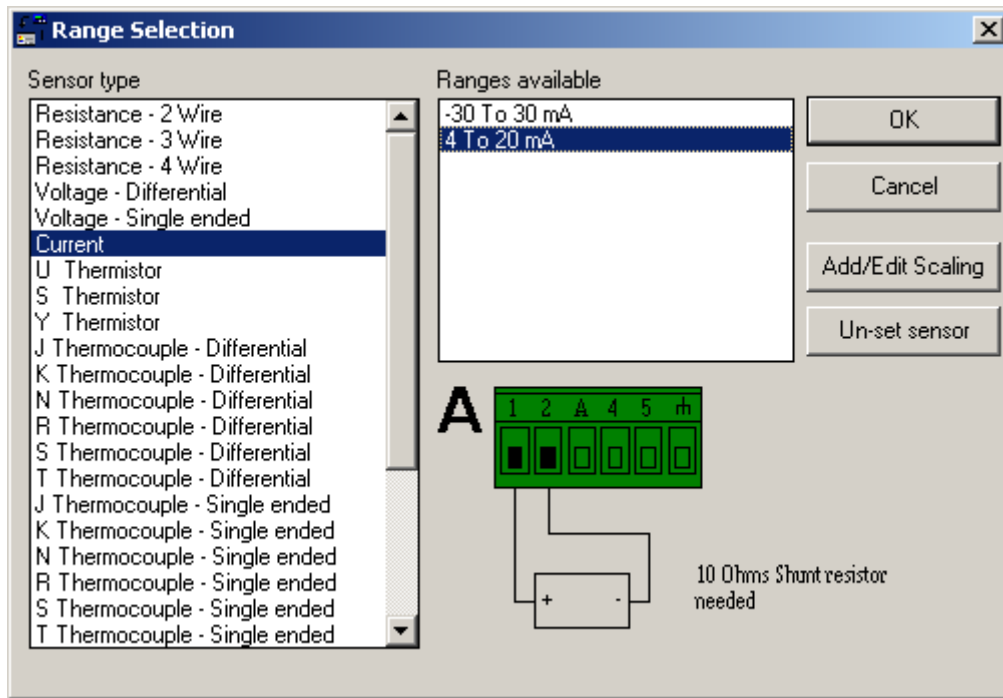 Range Selection
Sensor type
Resistance - 2 Wire
Resistance - 3 Wire
Resistance - 4 Wire
Voltage - Differential
Voltage - Single ended
Current
U Thermistor
S Thermistor
Y Thermistor
J Thermocouple - Differential
K Thermocouple - Differential
N Thermocouple - Differential
R Thermocouple - Differential
S Thermocouple - Differential
T Thermocouple - Differential
J Thermocouple - Single ended
K Thermocouple - Single ended
N Thermocouple - Single ended
R Thermocouple - Single ended
S Thermocouple - Single ended
T Thermocouple - Single ended
Ranges available
-30 To 30 mA
4 To 20 mA
OK
Cancel
Add/Edit Scaling
Un-set sensor
A
1 2 A 4 5
+ -
10 Ohms Shunt resistor
needed